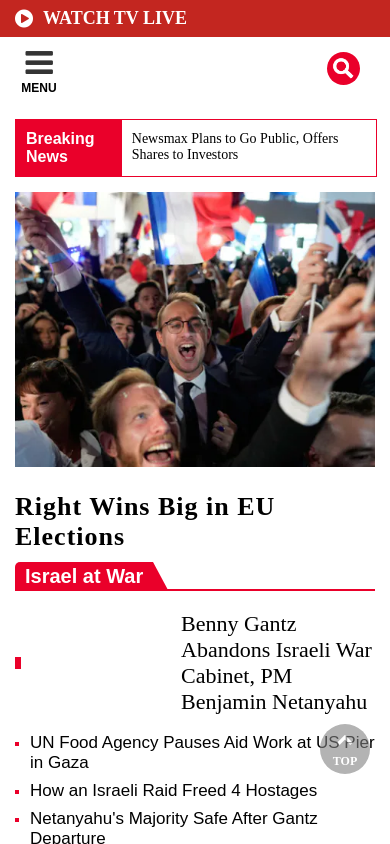 WATCH TV LIVE
MENU
Breaking
News
Newsmax Plans to Go Public, Offers
Shares to Investors
Right Wins Big in EU
Elections
Israel at War
Benny Gantz
Abandons Israeli War
Cabinet, PM
Benjamin Netanyahu
UN Food Agency Pauses Aid Work at US Pier
in Gaza
TOP
How an Israeli Raid Freed 4 Hostages
Netanyahu's Majority Safe After Gantz
Departure